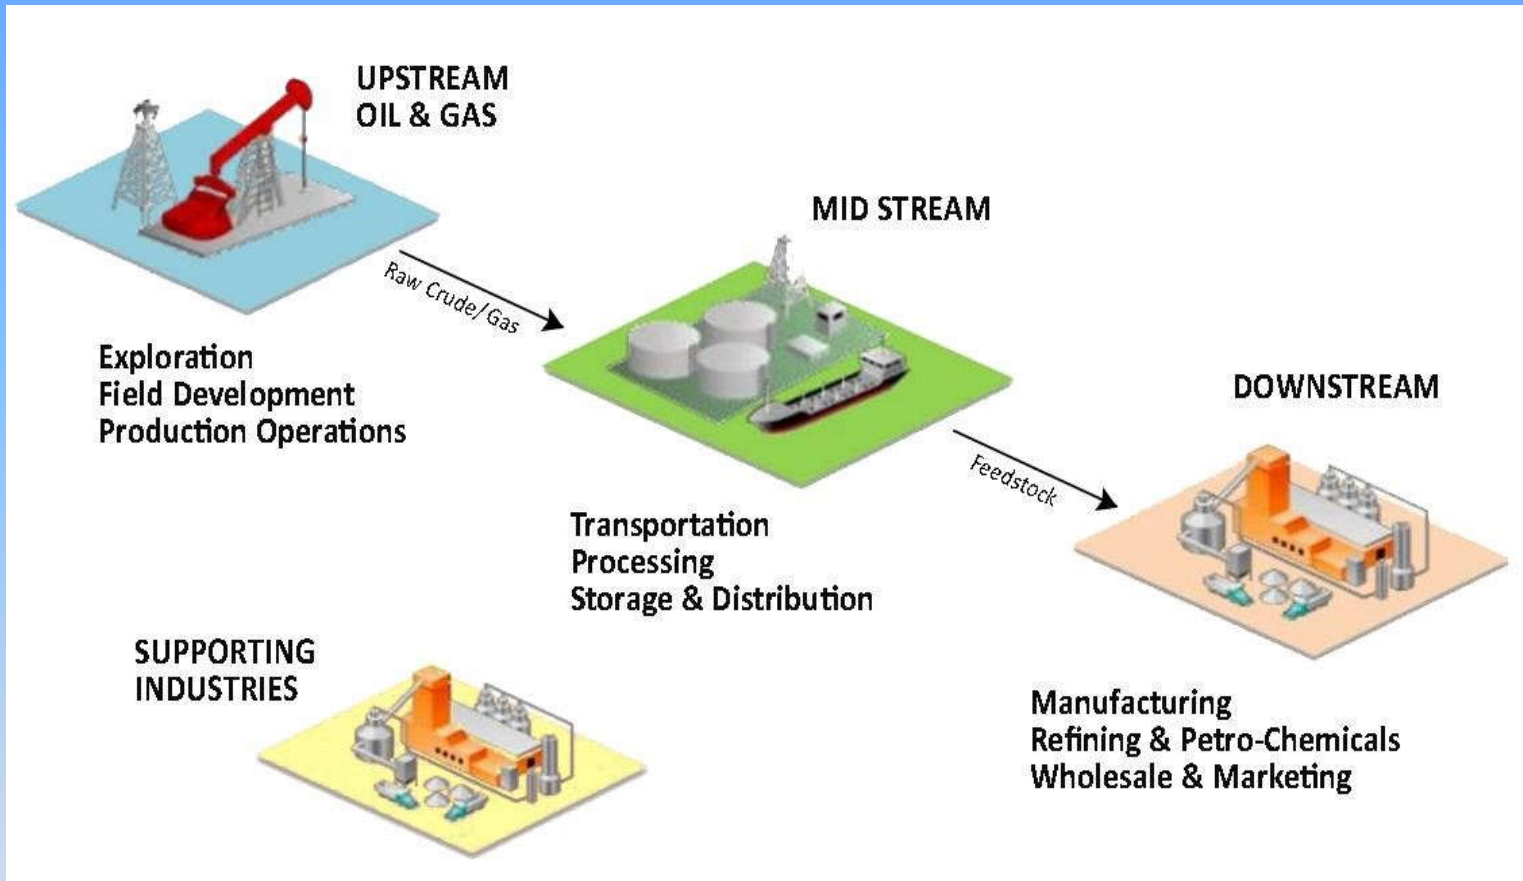 UPSTREAM
OIL & GAS
Raw Crude/Gas
Exploration
Field Development
Production Operations
MID STREAM
Feedstock
Transportation
Processing
Storage & Distribution
DOWNSTREAM
Manufacturing
Refining & Petro-Chemicals
Wholesale & Marketing
SUPPORTING
INDUSTRIES